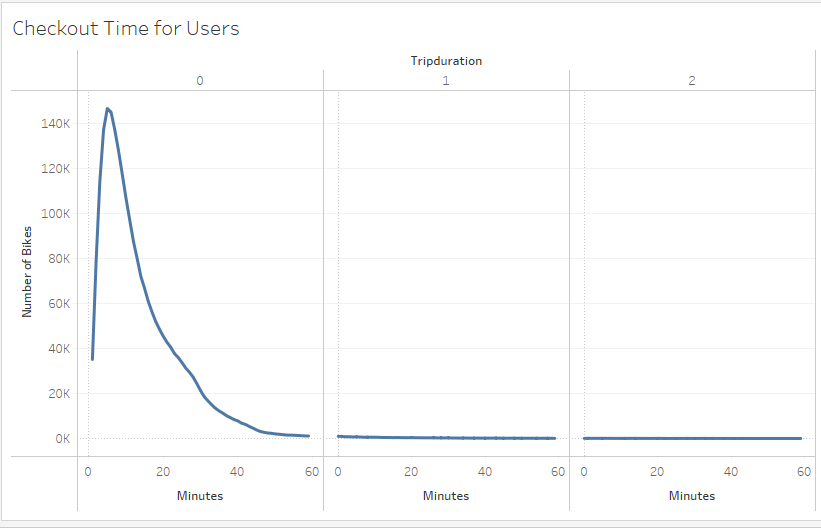 Checkout Time for Users
Tripduration
0 1 2
Number of Bikes
140K
120K
100K
80K
60K
40K
20K
0K
0 20 40 60 0 20 40 60 0 20 40 60
Minutes Minutes Minutes